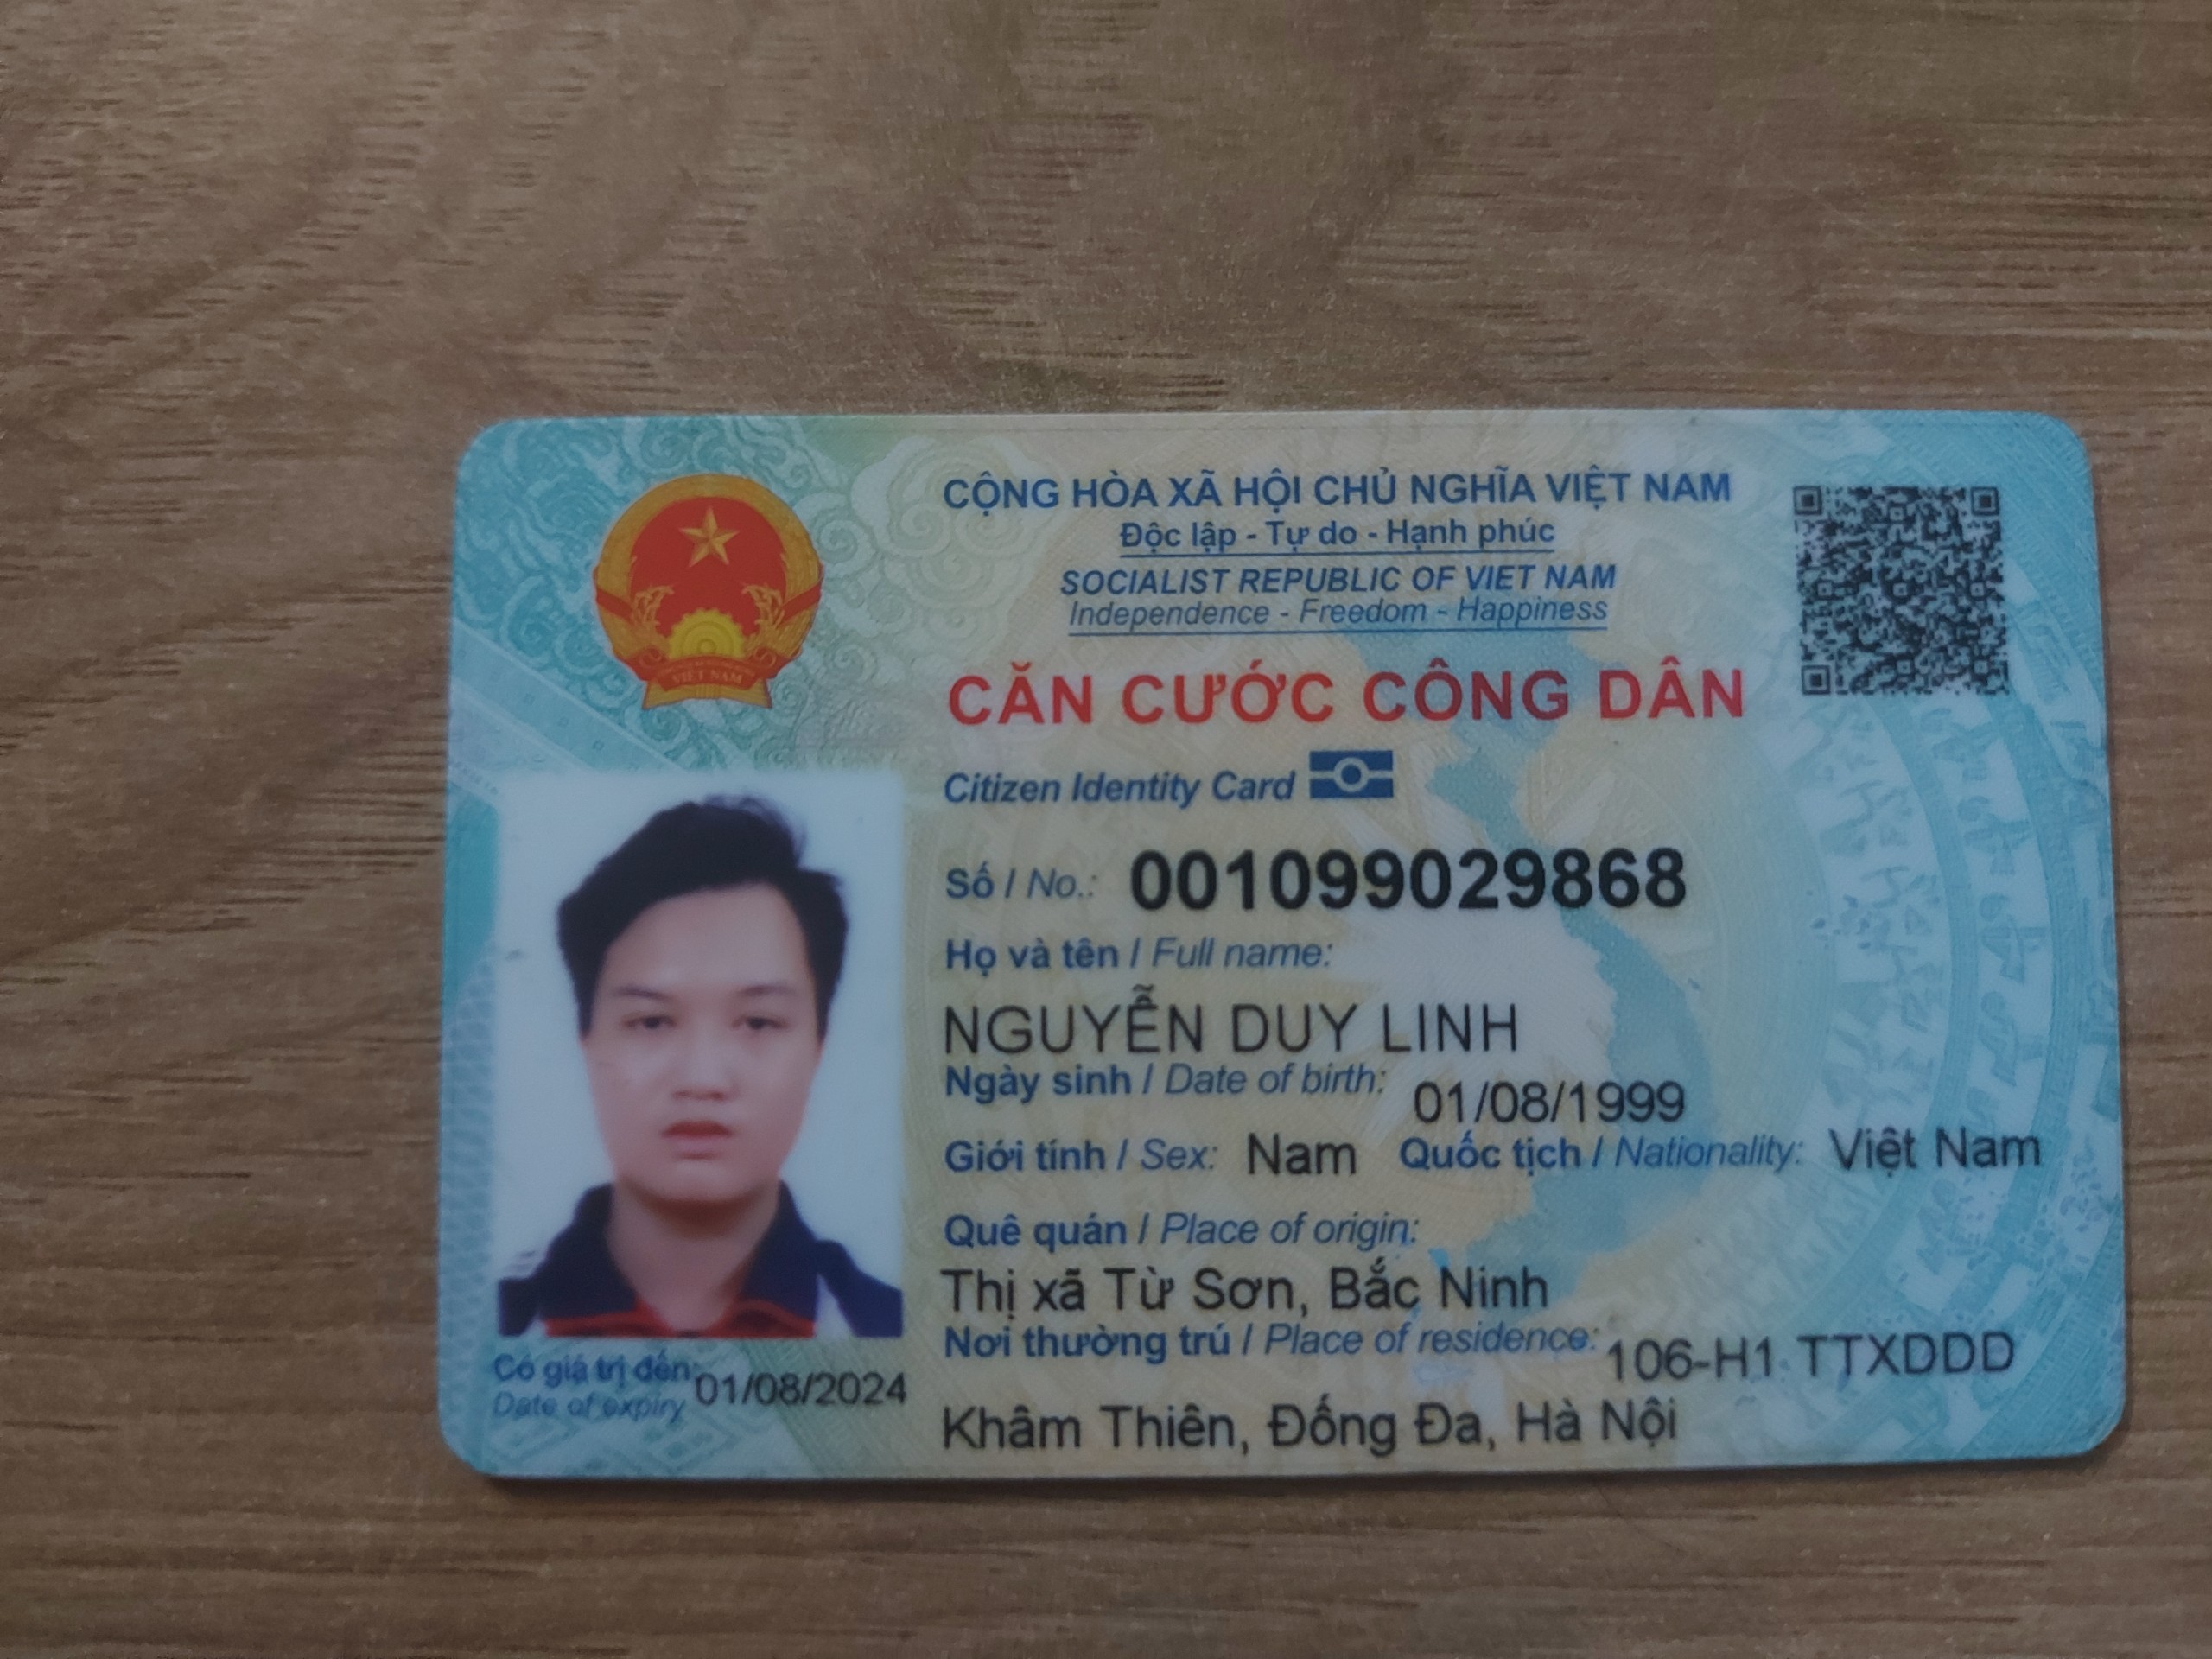 CỘNG HÒA XÃ HỘI CHỦ NGHĨA VIỆT NAM
Độc lập - Tự do - Hạnh phúc
SOCIALIST REPUBLIC OF VIET NAM
Independence - Freedom - Happiness
VIỆT NAM
CĂN CƯỚC CÔNG DÂN
Citizen Identity Card
Số / No.: 001099029868
Họ và tên / Full name:
NGUYỄN DUY LINH
Ngày sinh / Date of birth: 01/08/1999
Giới tính / Sex: Nam Quốc tịch / Nationality: Việt Nam
Quê quán / Place of origin:
Thị xã Từ Sơn, Bắc Ninh
Nơi thường trú / Place of residence: 106-H1 TTXDDD
Khâm Thiên, Đống Đa, Hà Nội
Có giá trị đến: 01/08/2024
Date of expiry